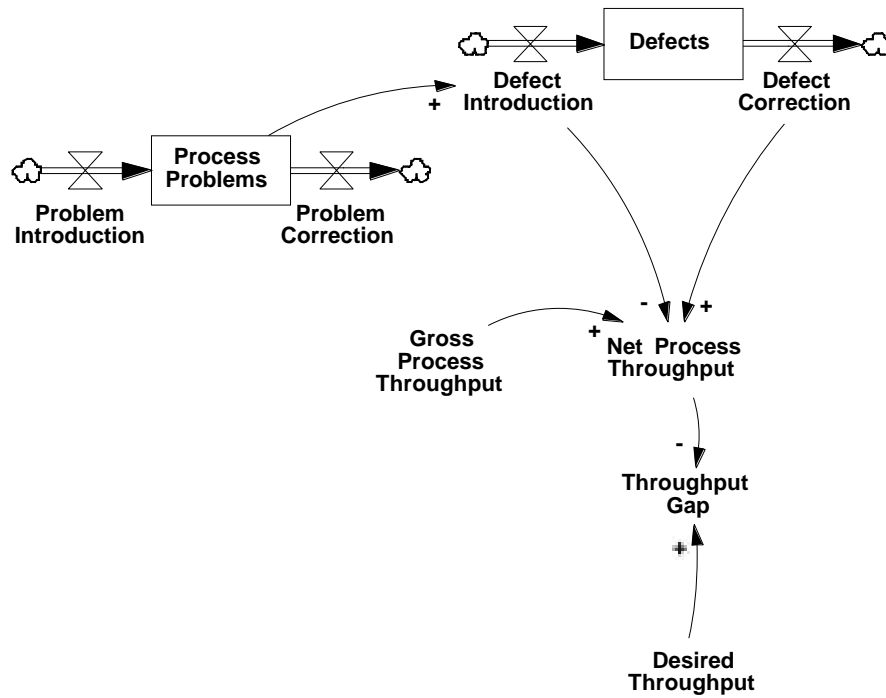 Defects
Defect
Introduction
Defect
Correction
+
Process
Problems
Problem
Introduction
Problem
Correction
-
+
+
Gross
Process
Throughput
Net Process
Throughput
-
Throughput
Gap
+
Desired
Throughput